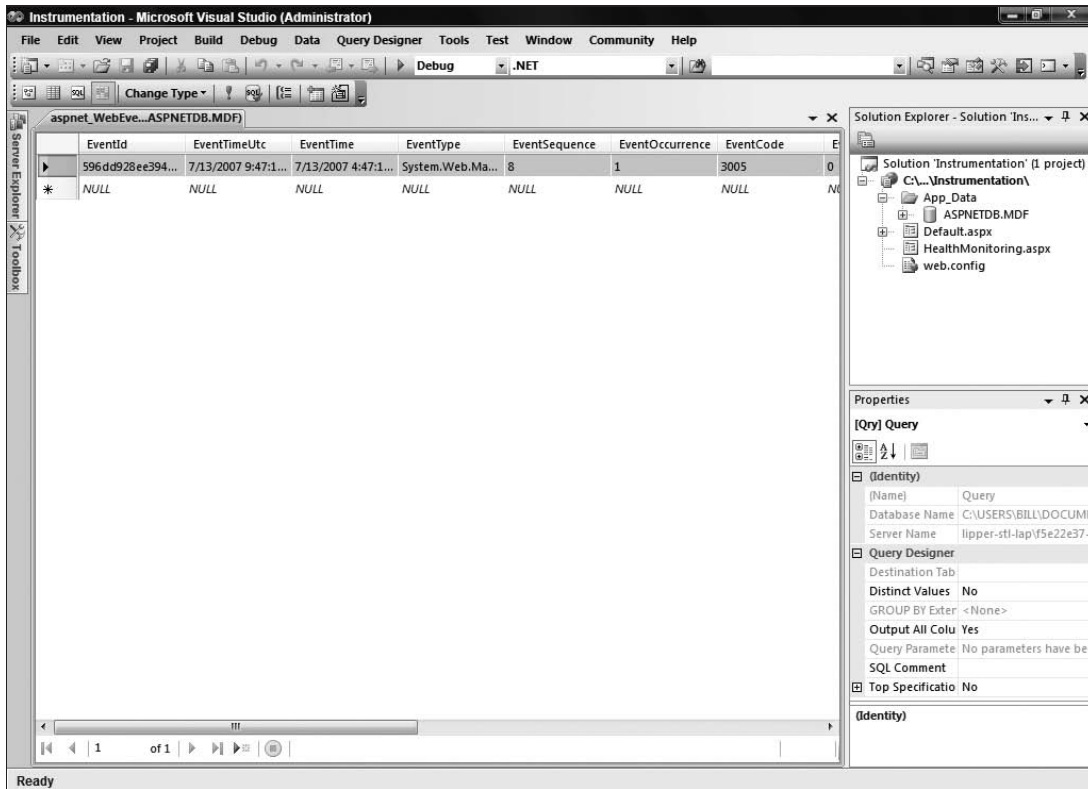 Instrumentation - Microsoft Visual Studio (Administrator)
File Edit View Project Build Debug Data Query Designer Tools Test Window Community Help
Debug .NET
Change Type
Server Explorer
Toolbox
aspnet_WebEve...ASPNETDB.MDF)
EventId EventTimeUtc EventTime EventType EventSequence EventOccurrence EventCode
596dd928ee394... 7/13/2007 9:47:1... 7/13/2007 4:47:1... System.Web.Ma... 8 1 3005 0
NULL NULL NULL NULL NULL NULL NULL
1 of 1
Solution Explorer - Solution 'Ins...
Solution 'Instrumentation' (1 project)
C:\...\Instrumentation\
App_Data
ASPNETDB.MDF
Default.aspx
HealthMonitoring.aspx
web.config
Properties
[Qry] Query
(Identity)
(Name) Query
Database Name C:\USERS\BILL\DOCUM
Server Name lipper-stl-lap\f5e22e37-
Query Designer
Destination Tab
Distinct Values No
GROUP BY Exter <None>
Output All Colu Yes
Query Paramete No parameters have be
SQL Comment
Top Specificatio No
(Identity)
Ready